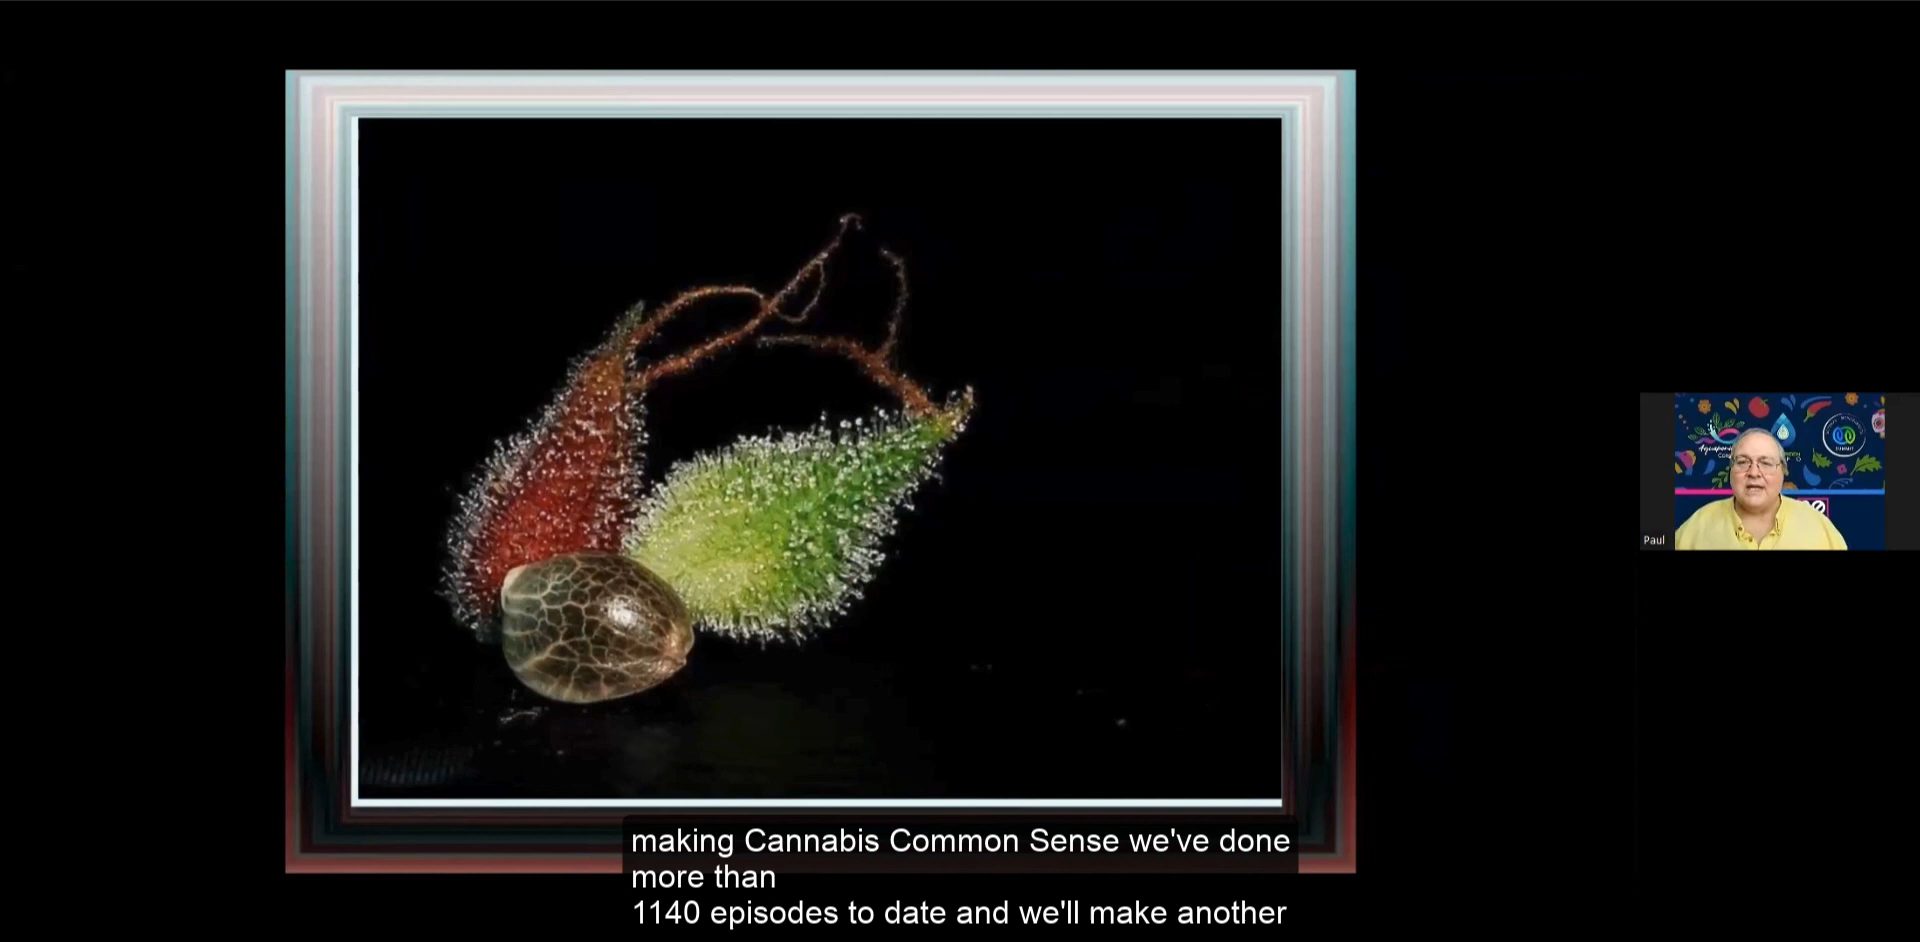 Paul
making Cannabis Common Sense we've done
more than
1140 episodes to date and we'll make another